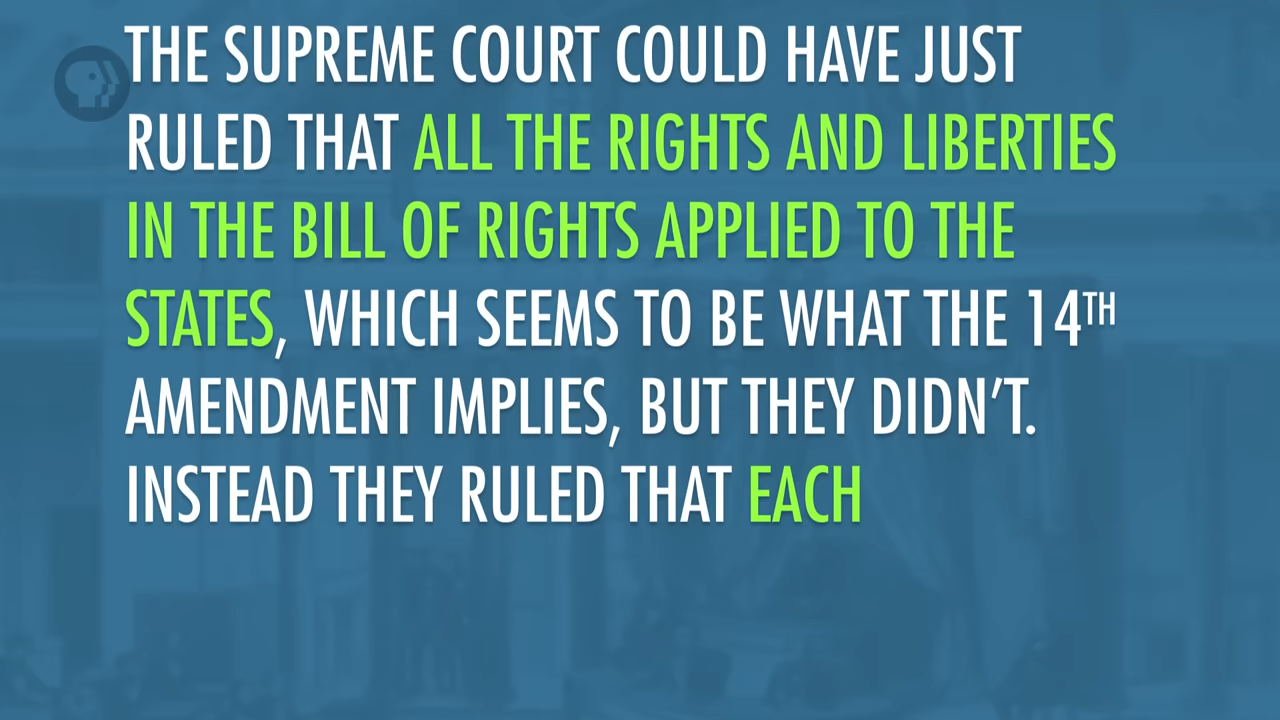 THE SUPREME COURT COULD HAVE JUST
RULED THAT ALL THE RIGHTS AND LIBERTIES
IN THE BILL OF RIGHTS APPLIED TO THE
STATES, WHICH SEEMS TO BE WHAT THE 14TH
AMENDMENT IMPLIES, BUT THEY DIDN’T.
INSTEAD THEY RULED THAT EACH